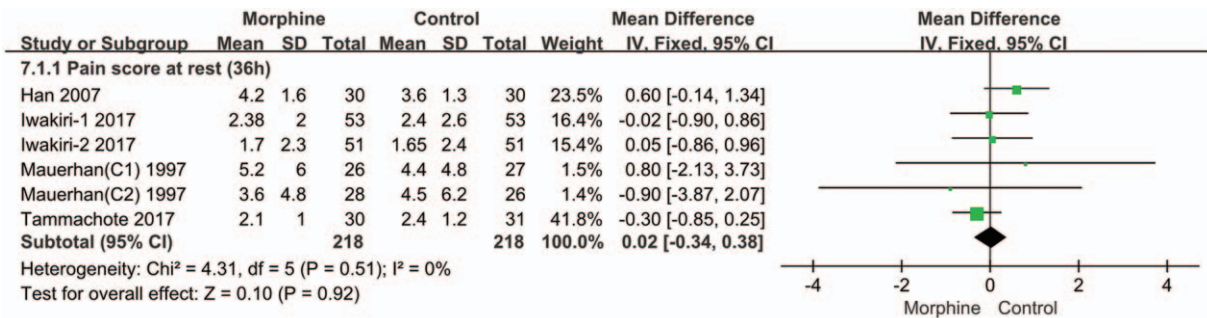 Morphine Control Mean Difference Mean Difference
Study or Subgroup Mean SD Total Mean SD Total Weight IV, Fixed, 95% CI IV, Fixed, 95% CI
7.1.1 Pain score at rest (36h)
Han 2007 4.2 1.6 30 3.6 1.3 30 23.5% 0.60 [-0.14, 1.34]
Iwakiri-1 2017 2.38 2 53 2.4 2.6 53 16.4% -0.02 [-0.90, 0.86]
Iwakiri-2 2017 1.7 2.3 51 1.65 2.4 51 15.4% 0.05 [-0.86, 0.96]
Mauerhan(C1) 1997 5.2 6 26 4.4 4.8 27 1.5% 0.80 [-2.13, 3.73]
Mauerhan(C2) 1997 3.6 4.8 28 4.5 6.2 26 1.4% -0.90 [-3.87, 2.07]
Tammachote 2017 2.1 1 30 2.4 1.2 31 41.8% -0.30 [-0.85, 0.25]
Subtotal (95% CI) 218 218 100.0% 0.02 [-0.34, 0.38]
Heterogeneity: Chi² = 4.31, df = 5 (P = 0.51); I² = 0%
Test for overall effect: Z = 0.10 (P = 0.92)
-4 -2 0 2 4
Morphine Control